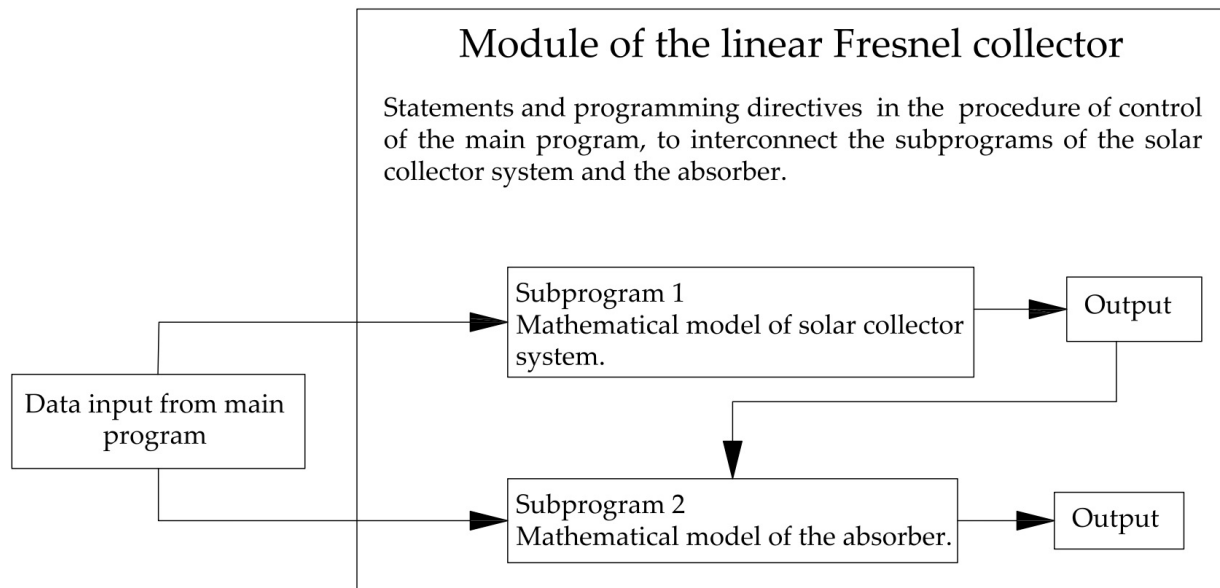 Module of the linear Fresnel collector
Statements and programming directives in the procedure of control
of the main program, to interconnect the subprograms of the solar
collector system and the absorber.
Subprogram 1
Mathematical model of solar collector
system.
Output
Data input from main
program
Subprogram 2
Mathematical model of the absorber.
Output